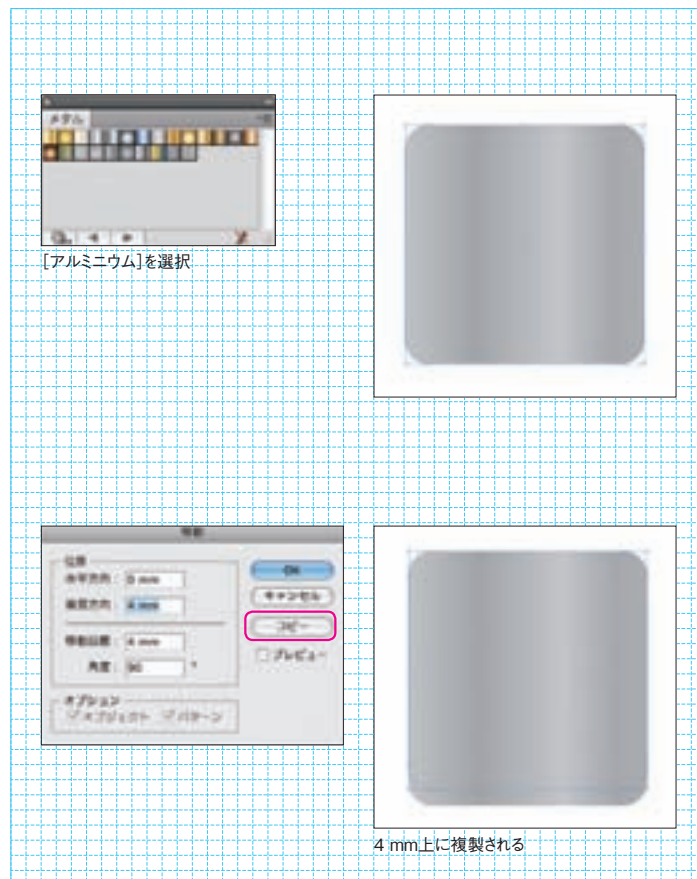 メタル
[アルミニウム]を選択
移動
位置
水平方向 : 0 mm
垂直方向 : 4 mm
移動距離 : 4 mm
角度 : 90 °
オプション
オブジェクト パターン
OK
キャンセル
コピー
プレビュー
4 mm上に複製される